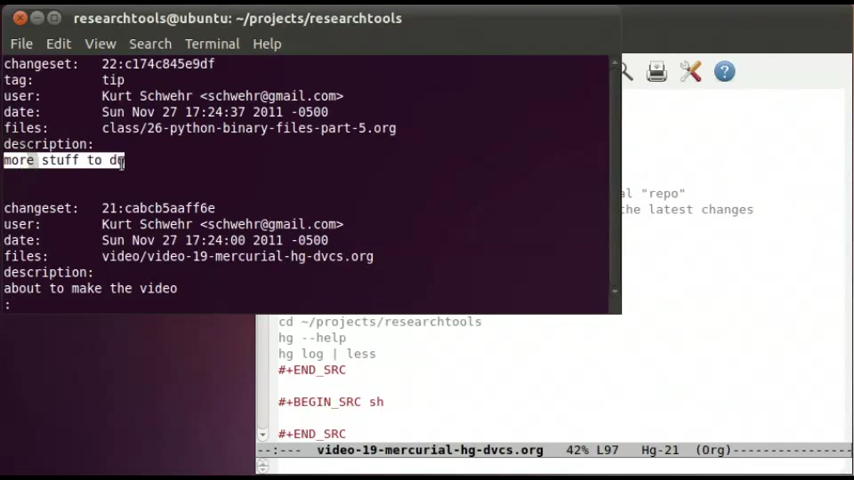 researchtools@ubuntu: ~/projects/researchtools
File Edit View Search Terminal Help
changeset: 22:c174c845e9df
tag: tip
user: Kurt Schwehr <schwehr@gmail.com>
date: Sun Nov 27 17:24:37 2011 -0500
files: class/26-python-binary-files-part-5.org
description:
more stuff to do
changeset: 21:cabcb5aaff6e
user: Kurt Schwehr <schwehr@gmail.com>
date: Sun Nov 27 17:24:00 2011 -0500
files: video/video-19-mercurial-hg-dvcs.org
description:
about to make the video
:
al "repo"
the latest changes
cd ~/projects/researchtools
hg --help
hg log | less
#+END_SRC
#+BEGIN_SRC sh
#+END_SRC
--:--- video-19-mercurial-hg-dvcs.org 42% L97 Hg-21 (Org)